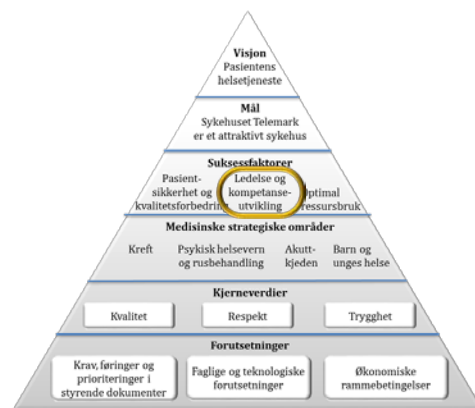 Visjon
Pasientens
helsetjeneste
Mål
Sykehuset Telemark
er et attraktivt sykehus
Suksessfaktorer
Pasient-
sikkerhet og
kvalitetsforbedring
Ledelse og
kompetanse-
utvikling
Optimal
ressursbruk
Medisinske strategiske områder
Kreft
Psykisk helsevern
og rusbehandling
Akutt-
kjeden
Barn og
unges helse
Kjerneverdier
Kvalitet
Respekt
Trygghet
Forutsetninger
Krav, føringer og
prioriteringer i
styrende dokumenter
Faglige og teknologiske
forutsetninger
Økonomiske
rammebetingelser